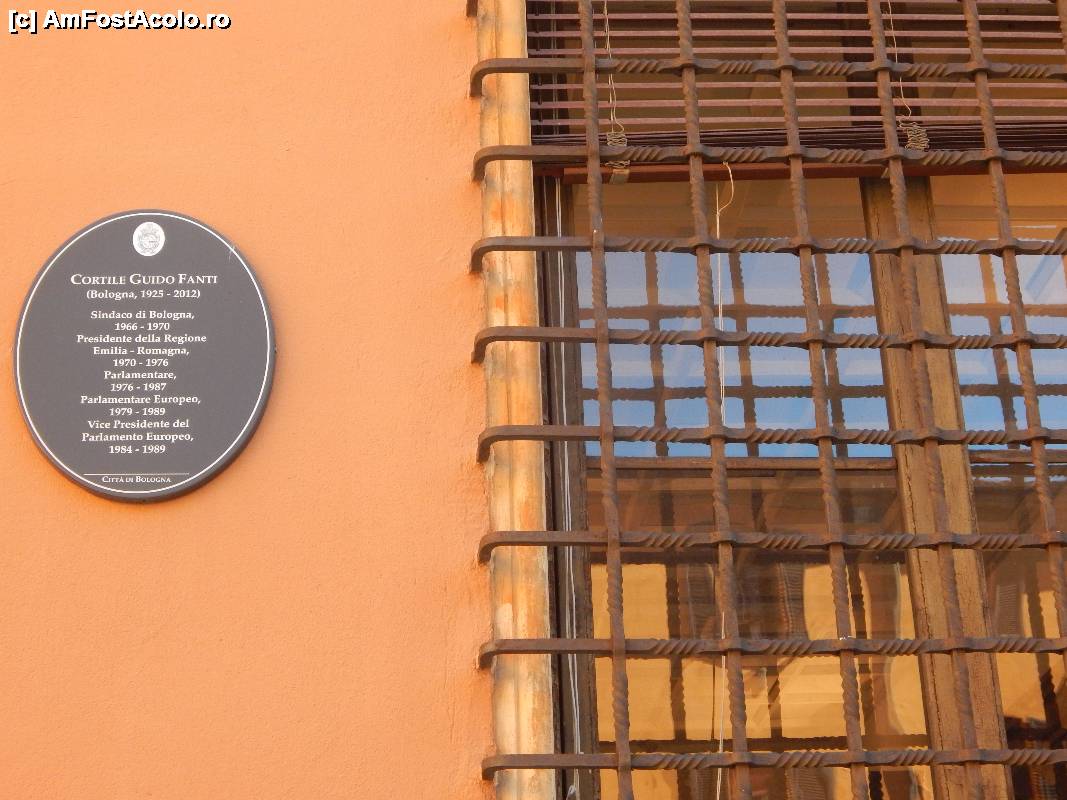 [c] AmFostAcolo.ro
CORTILE GUIDO FANTI
(Bologna, 1925 - 2012)
Sindaco di Bologna,
1966 - 1970
Presidente della Regione
Emilia - Romagna,
1970 - 1976
Parlamentare,
1976 - 1987
Parlamentare Europeo,
1979 - 1989
Vice Presidente del
Parlamento Europeo,
1984 - 1989
CITTÀ DI BOLOGNA